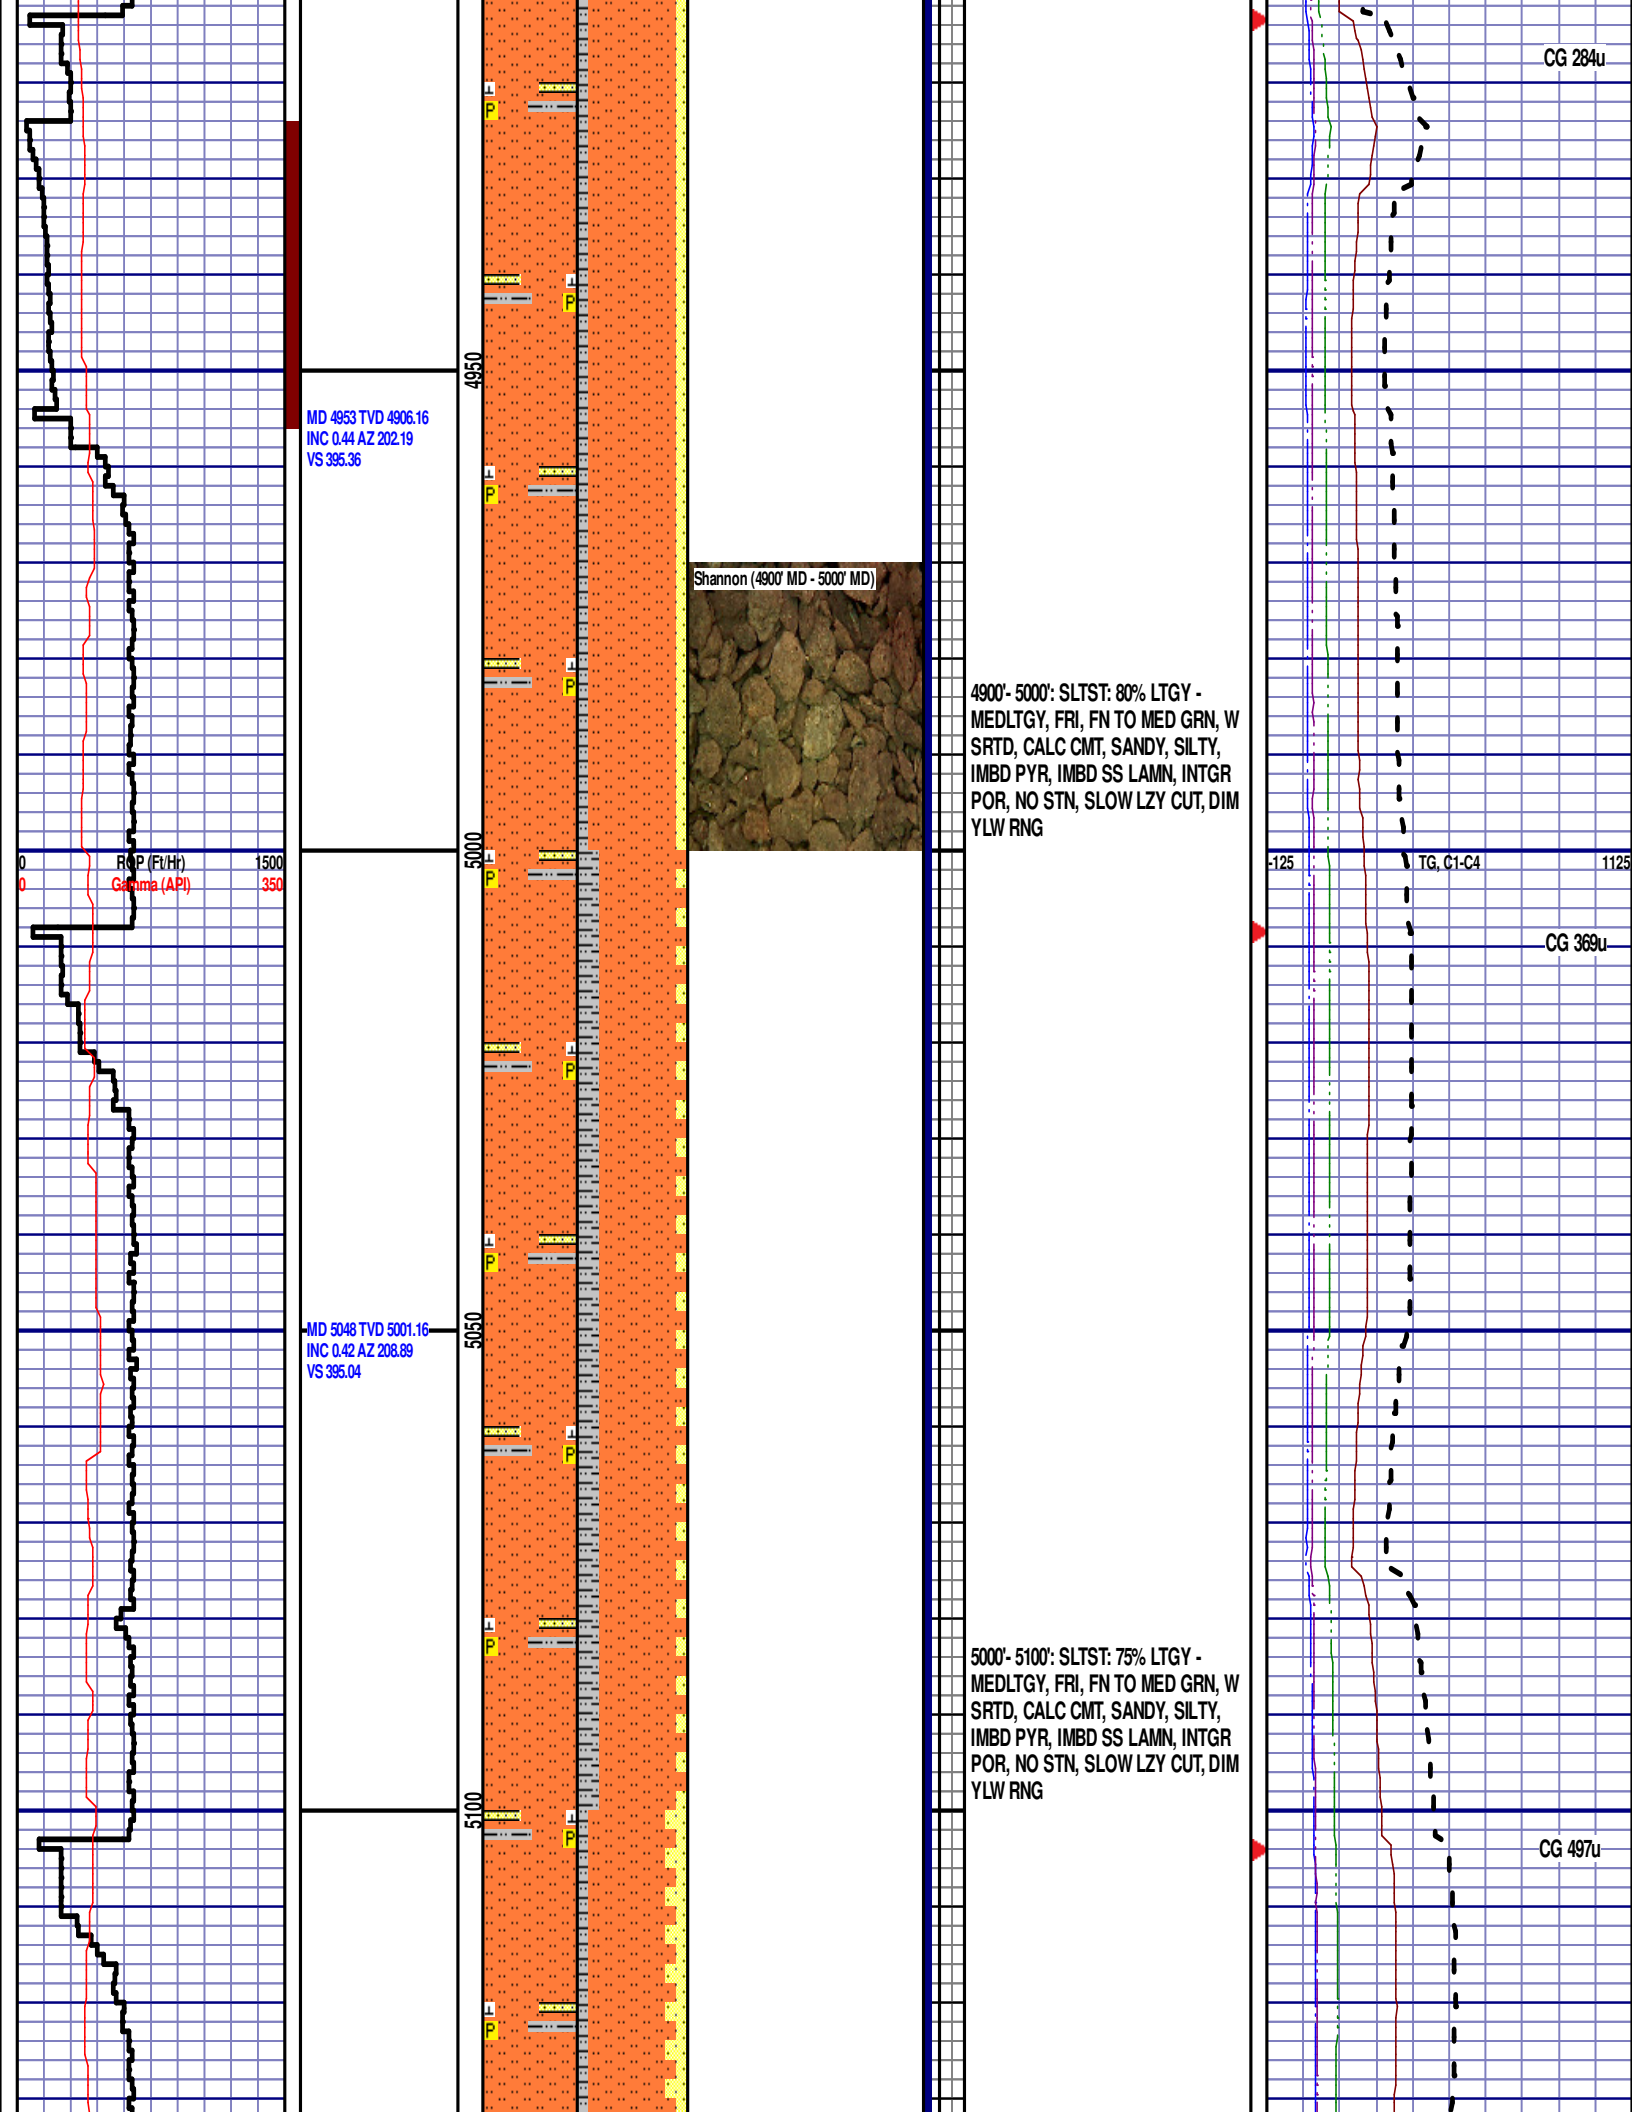 CG 284u
P
P
4950
MD 4953 TVD 4906.16
INC 0.44 AZ 202.19
VS 395.36
P
Shannon (4900' MD - 5000' MD)
P
4900'- 5000': SLTST: 80% LTGY -
MEDLTGY, FRI, FN TO MED GRN, W
SRTD, CALC CMT, SANDY, SILTY,
IMBD PYR, IMBD SS LAMN, INTGR
POR, NO STN, SLOW LZY CUT, DIM
YLW RNG
5000
0 ROP (Ft/Hr) 1500
0 Gamma (API) 350
-125 TG, C1-C4 1125
P
CG 369u
P
P
MD 5048 TVD 5001.16
INC 0.42 AZ 208.89
VS 395.04
5050
P
P
5000'- 5100': SLTST: 75% LTGY -
MEDLTGY, FRI, FN TO MED GRN, W
SRTD, CALC CMT, SANDY, SILTY,
IMBD PYR, IMBD SS LAMN, INTGR
POR, NO STN, SLOW LZY CUT, DIM
YLW RNG
5100
P
CG 497u
P